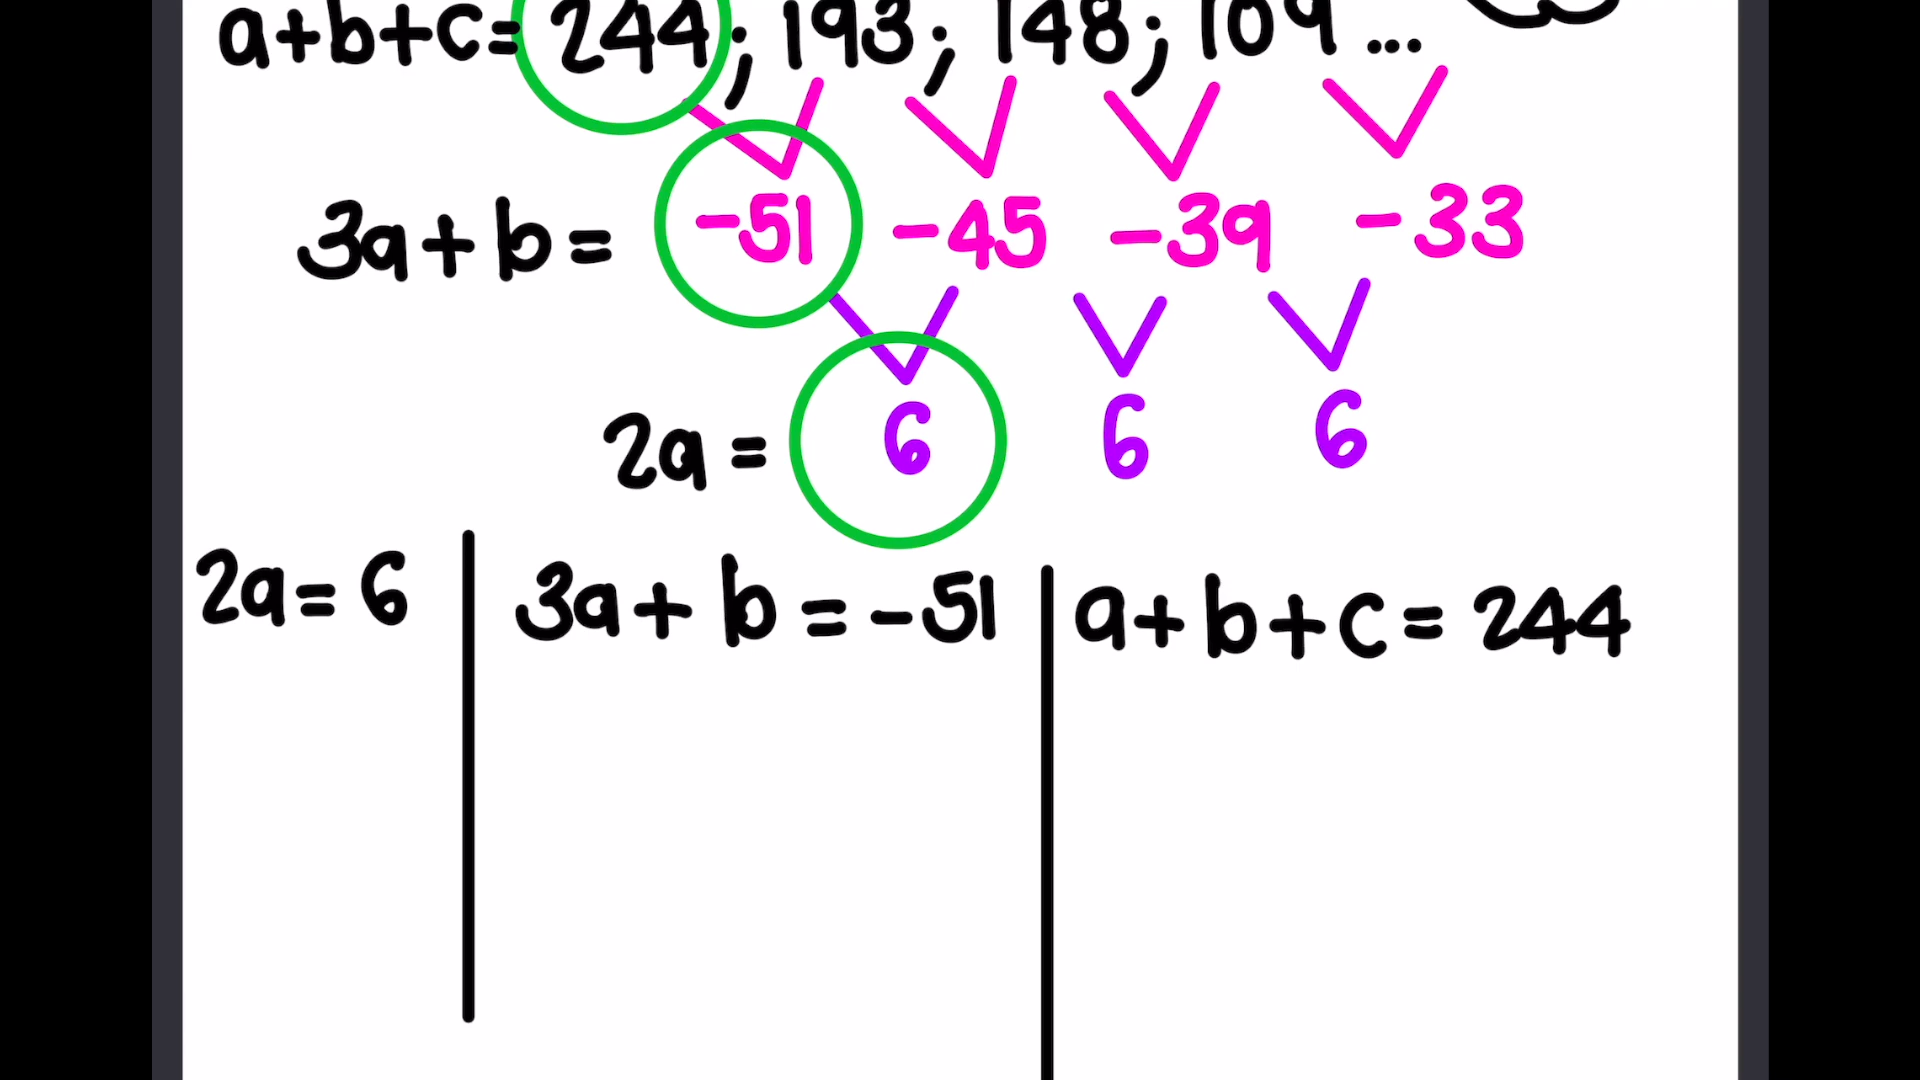 a+b+c= 244; 193; 148; 109 ...
3a+b= -51 -45 -39 -33
2a= 6 6 6
2a=6 3a+b=-51 a+b+c=244